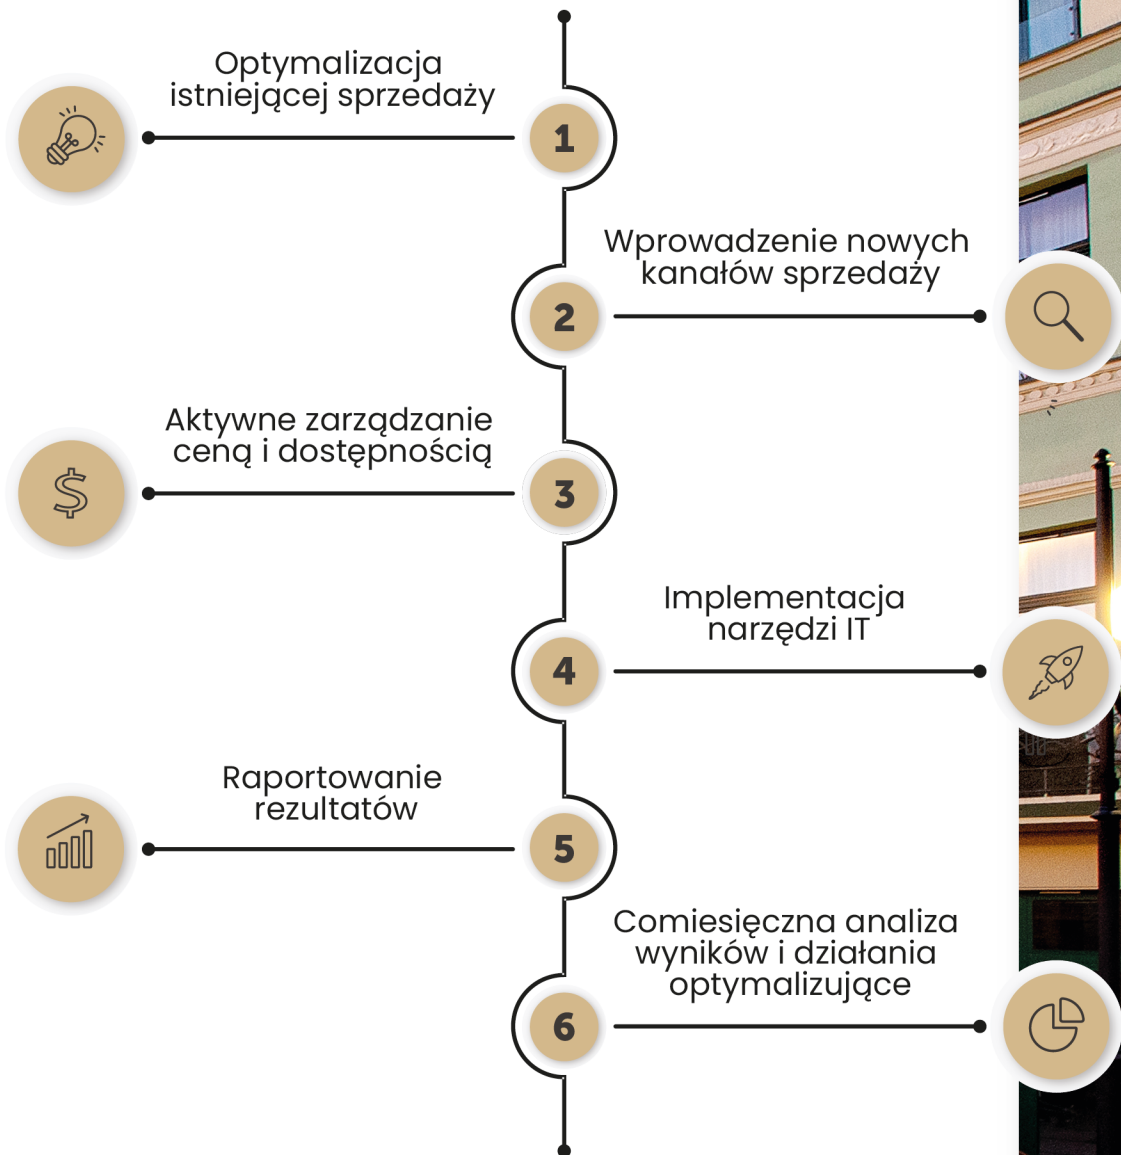 Optymalizacja
istniejącej sprzedaży
1
Wprowadzenie nowych
kanałów sprzedaży
2
Aktywne zarządzanie
ceną i dostępnością
$
3
Implementacja
narzędzi IT
4
Raportowanie
rezultatów
5
Comiesięczna analiza
wyników i działania
optymalizujące
6